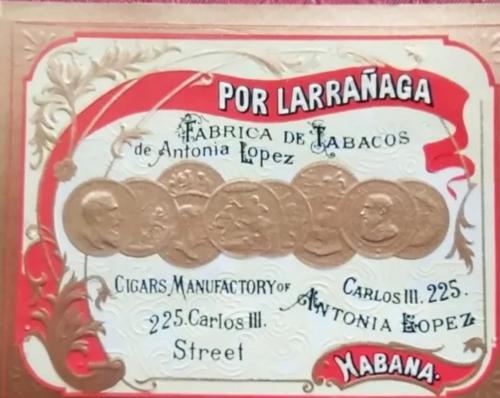 POR LARRAÑAGA
FABRICA DE TABACOS
de Antonia Lopez
CIGARS MANUFACTORY OF
ANTONIA LOPEZ
225. Carlos III.
Street
CARLOS III. 225.
HABANA.